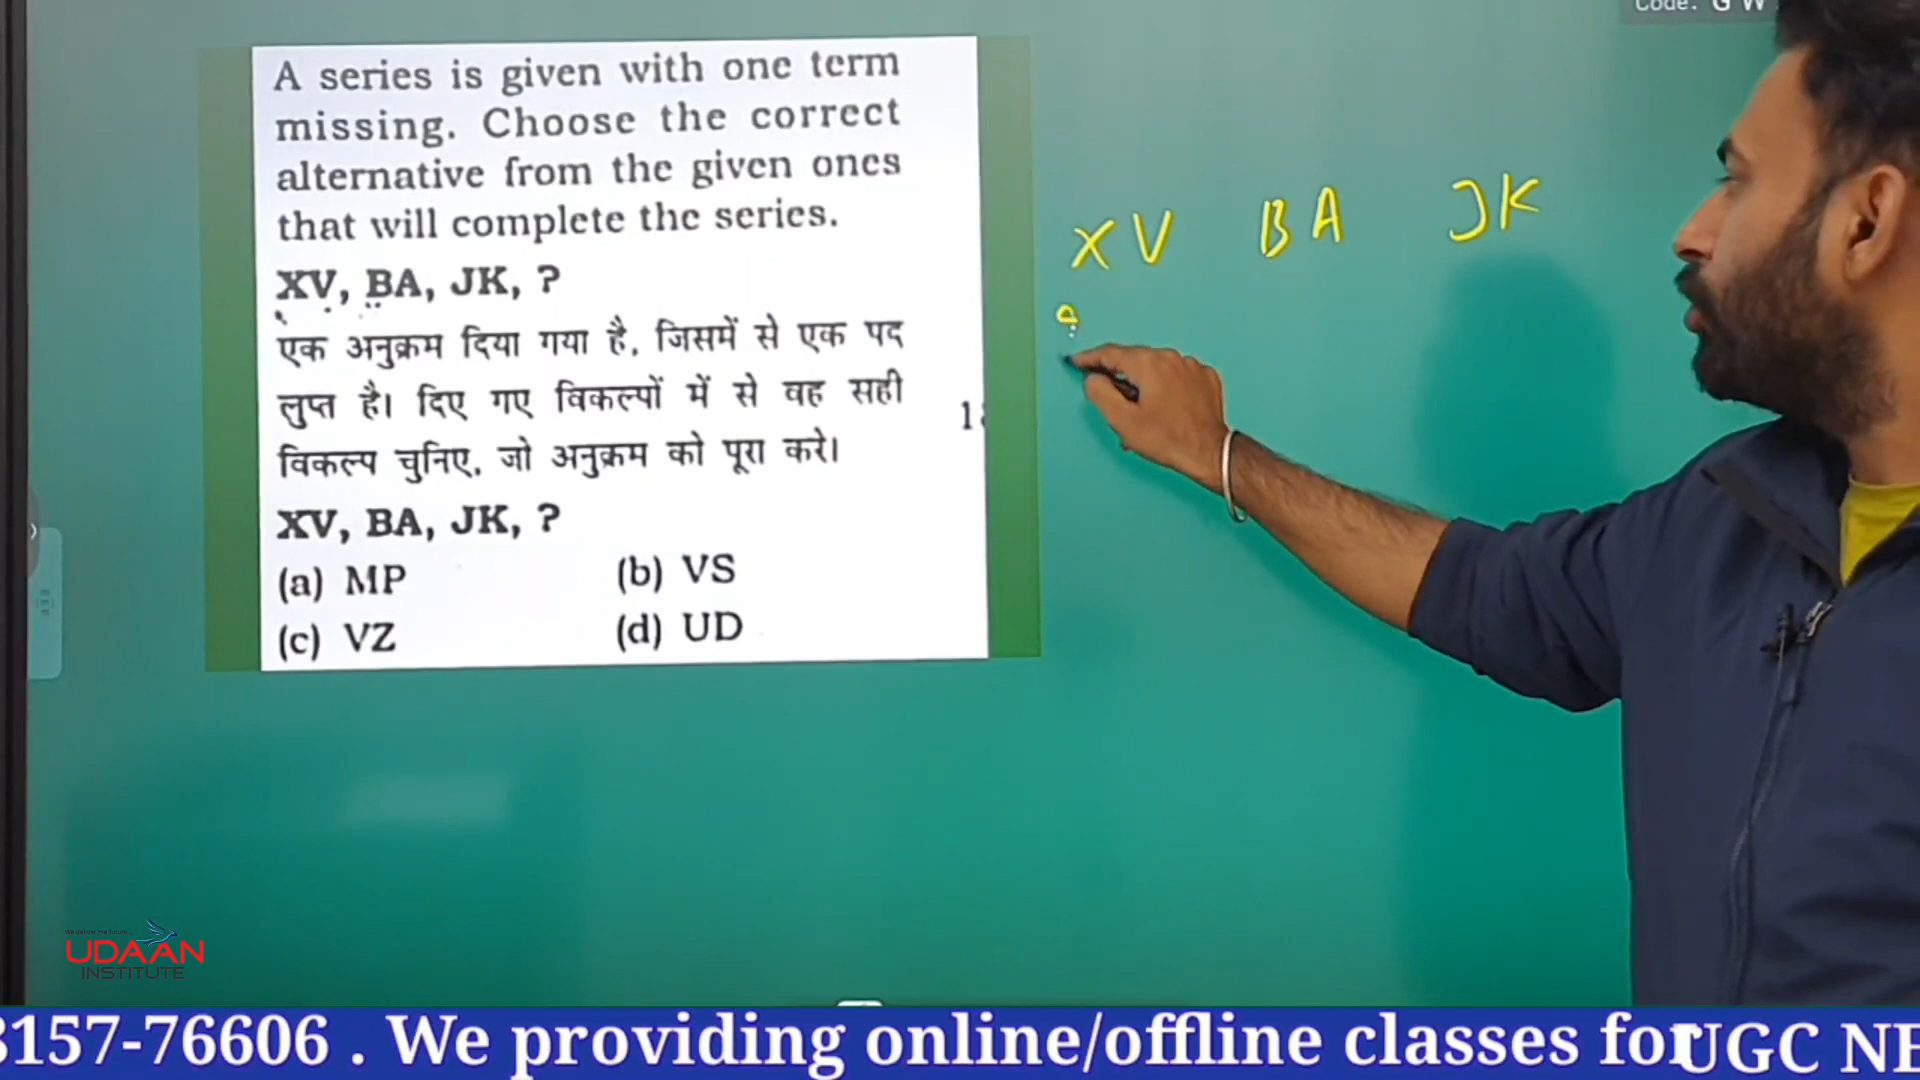 Code: G W
A series is given with one term
missing. Choose the correct
alternative from the given ones
that will complete the series.
XV, BA, JK, ?
एक अनुक्रम दिया गया है, जिसमें से एक पद
लुप्त है। दिए गए विकल्पों में से वह सही
विकल्प चुनिए, जो अनुक्रम को पूरा करे।
XV, BA, JK, ?
(a) MP (b) VS
(c) VZ (d) UD
XV BA JK
UDAAN
INSTITUTE
8157-76606 . We providing online/offline classes for UGC NE